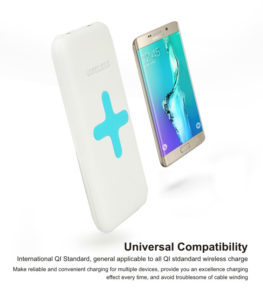 Universal Compatibility
International QI Standard, general applicable to all QI stdandard wireless charge
Make reliable and convenient charging for multiple devices, provide you an excellence charging
effect every time, and avoid troublesome of cable winding